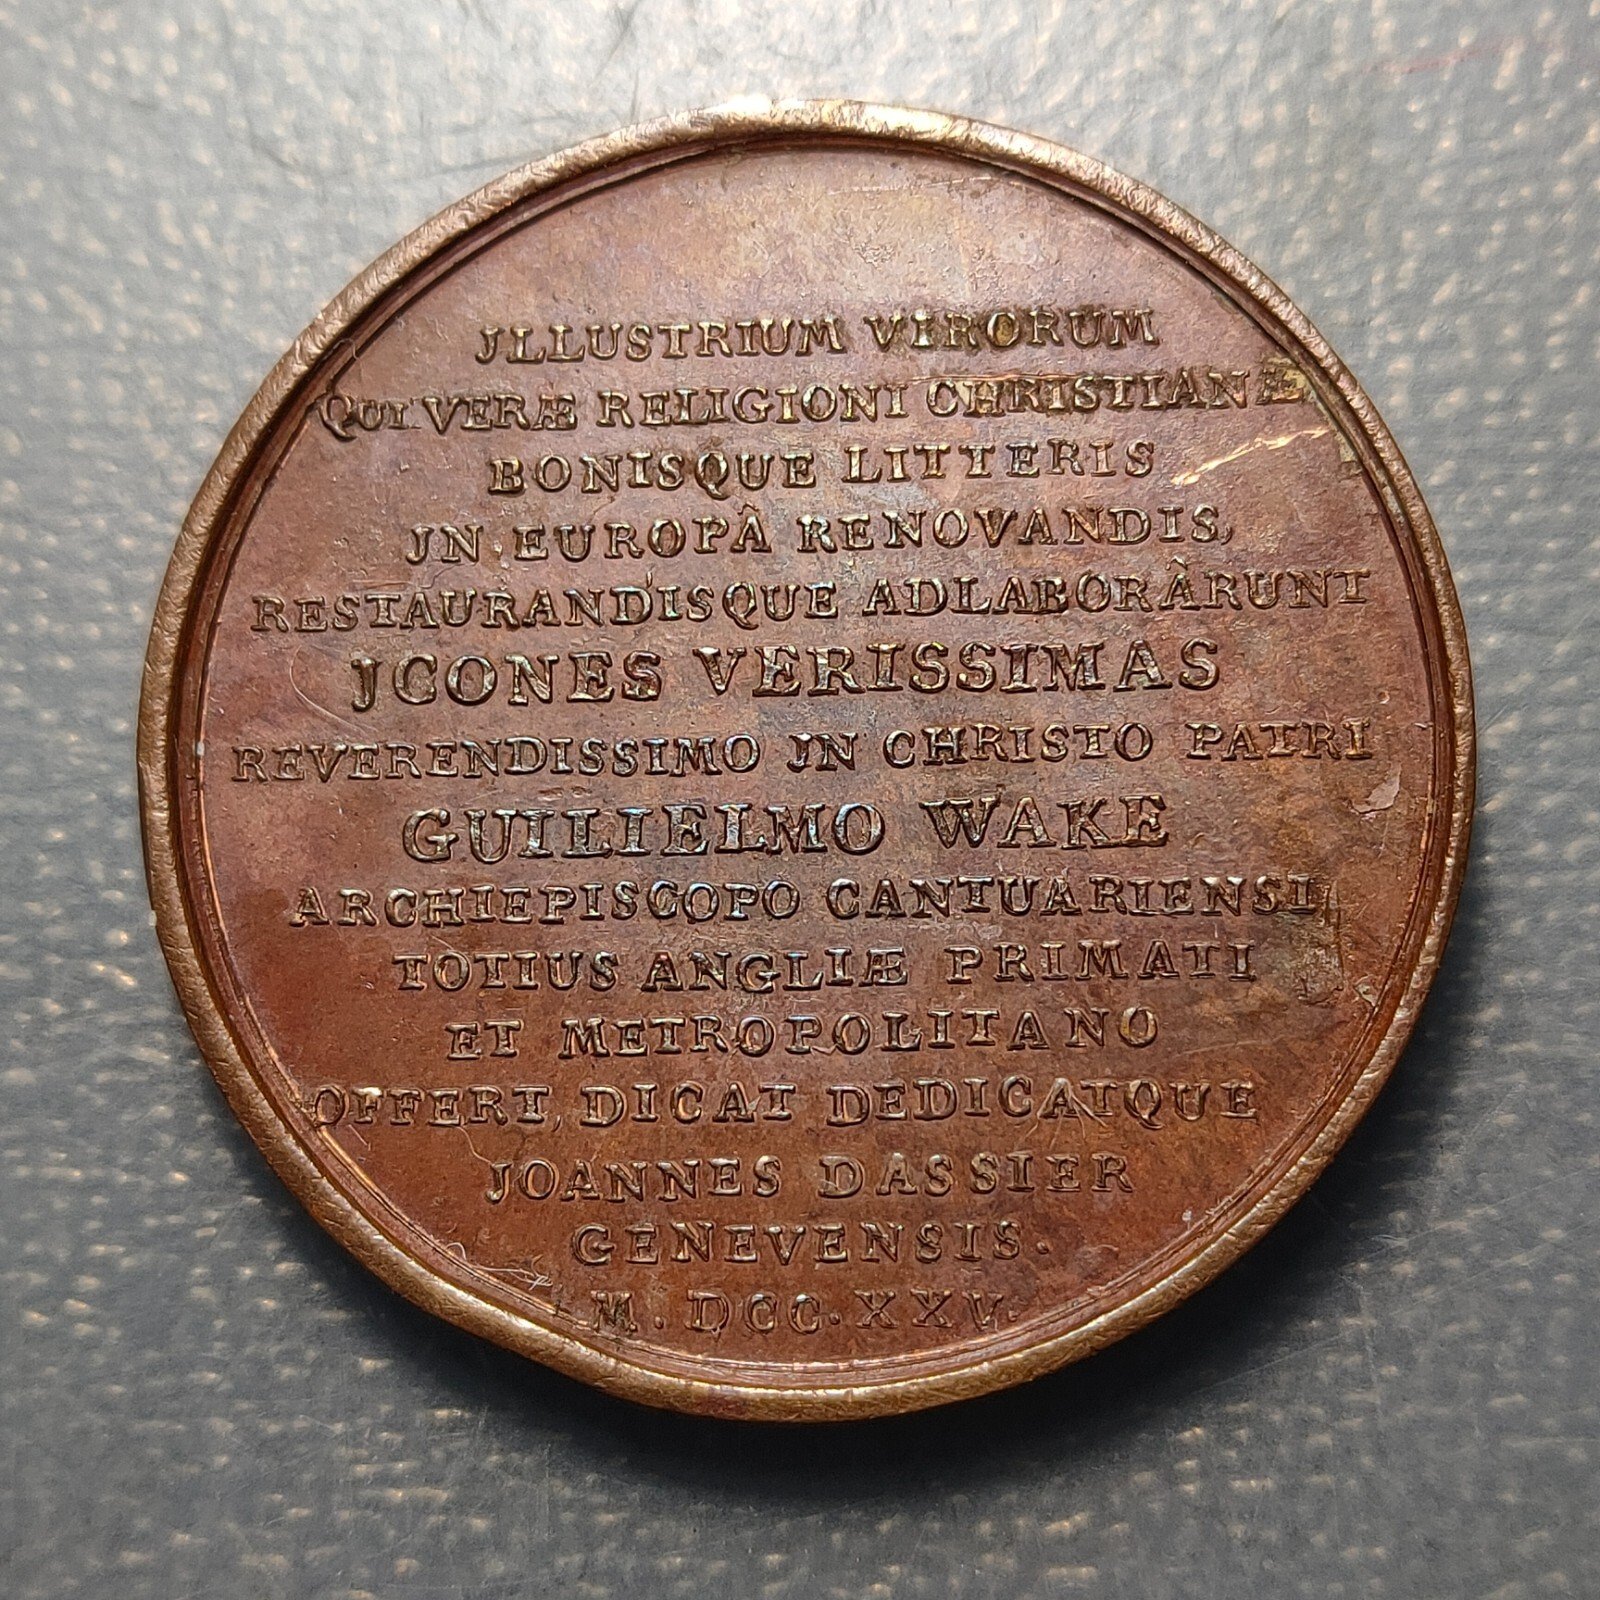 JLLUSTRIUM VIRORUM
QUI VERÆ RELIGIONI CHRISTIANÆ
BONISQUE LITTERIS
JN EUROPÂ RENOVANDIS,
RESTAURANDISQUE ADLABORÀRUNT
JCONES VERISSIMAS
REVERENDISSIMO JN CHRISTO PATRI
GUILIELMO WAKE
ARCHIEPISCOPO CANTUARIENSI
TOTIUS ANGLIÆ PRIMATI
ET METROPOLITANO
OFFERT, DICAT DEDICATQUE
JOANNES DASSIER
GENEVENSIS.
M. DCC. XXV.